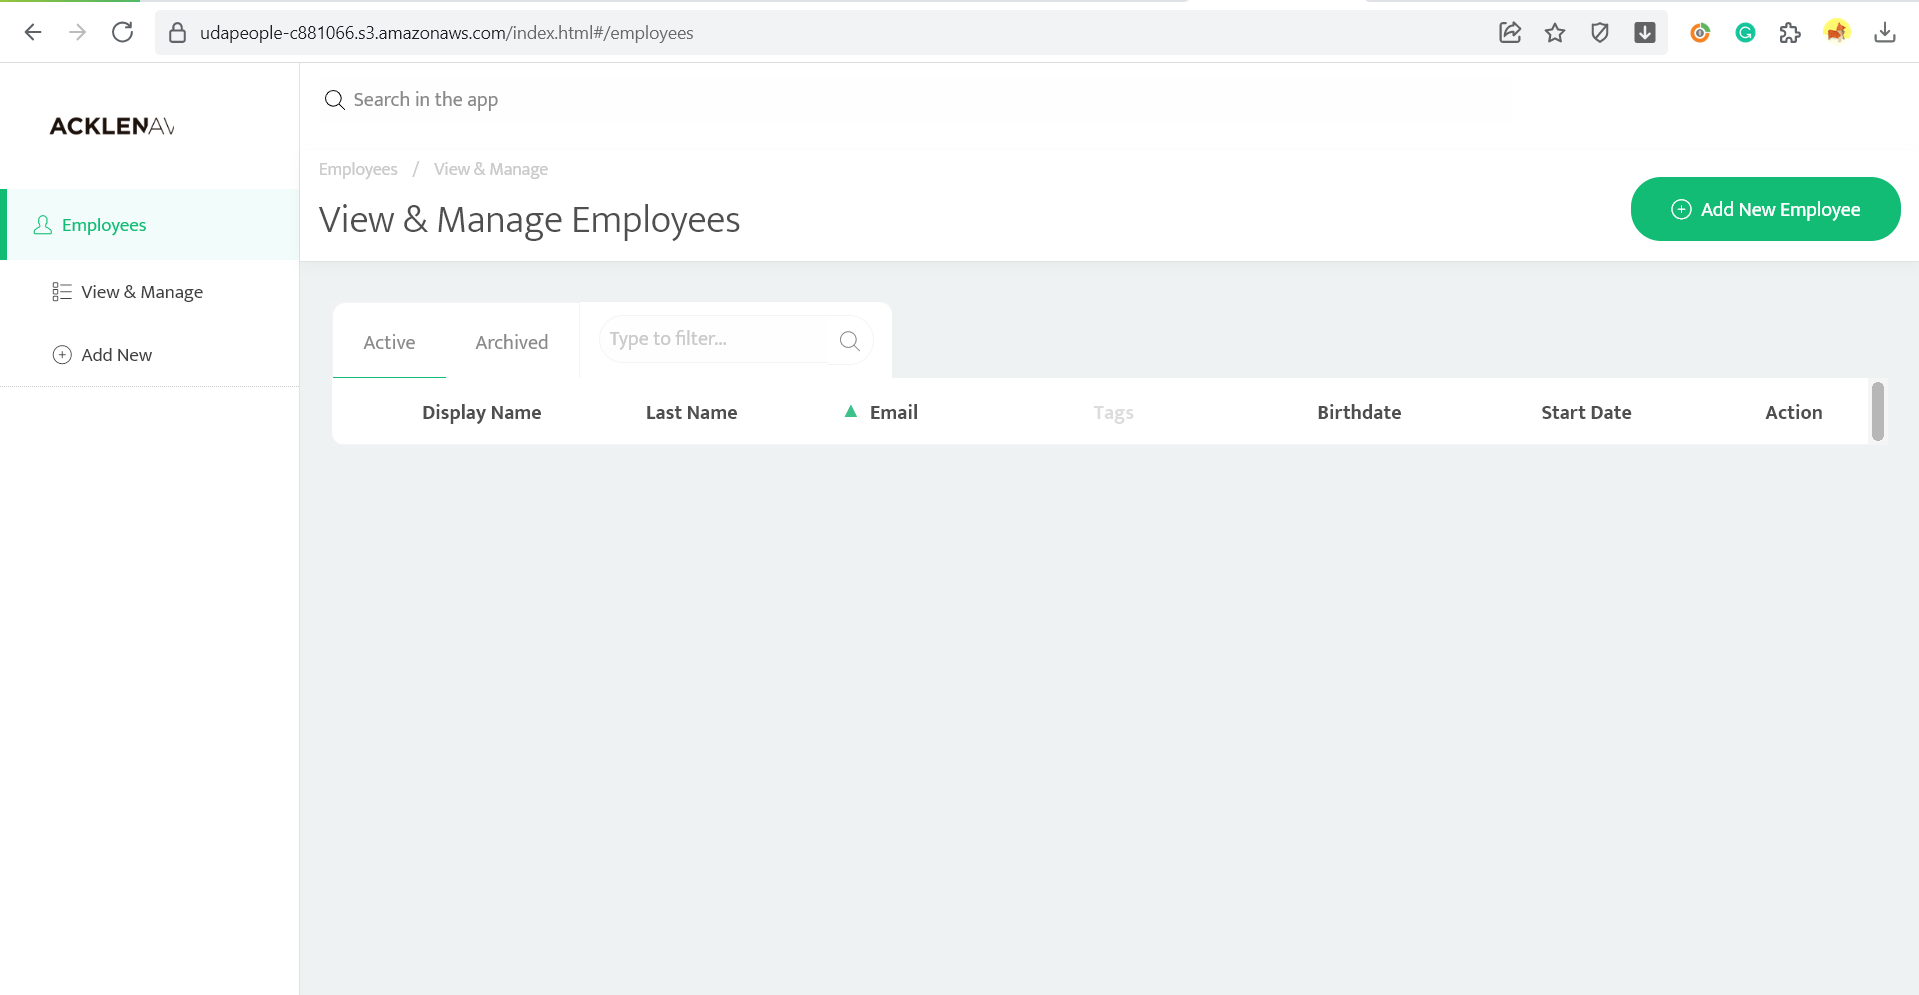 udapeople-c881066.s3.amazonaws.com/index.html#/employees
Search in the app
ACKLENAV
Employees / View & Manage
View & Manage Employees
Add New Employee
Employees
View & Manage
Add New
Active Archived Type to filter...
Display Name Last Name ▲ Email Tags Birthdate Start Date Action